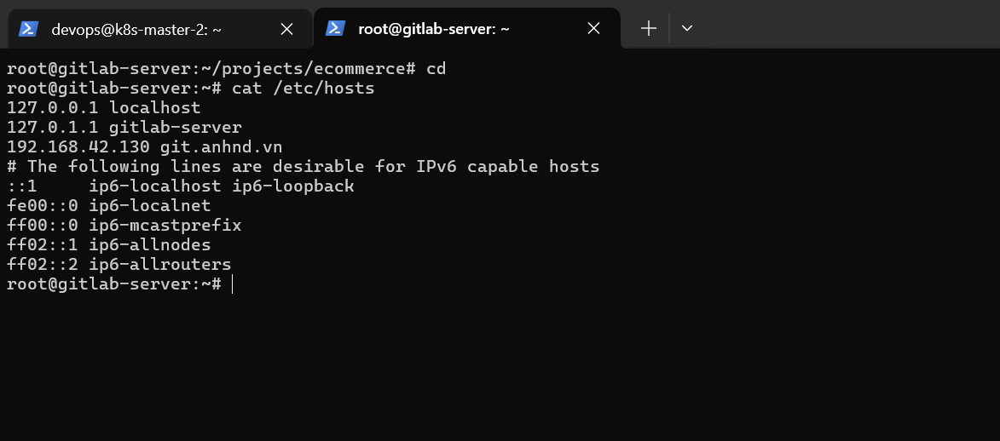 devops@k8s-master-2: ~
root@gitlab-server: ~
root@gitlab-server:~/projects/ecommerce# cd
root@gitlab-server:~# cat /etc/hosts
127.0.0.1 localhost
127.0.1.1 gitlab-server
192.168.42.130 git.anhnd.vn
# The following lines are desirable for IPv6 capable hosts
::1     ip6-localhost ip6-loopback
fe00::0 ip6-localnet
ff00::0 ip6-mcastprefix
ff02::1 ip6-allnodes
ff02::2 ip6-allrouters
root@gitlab-server:~#